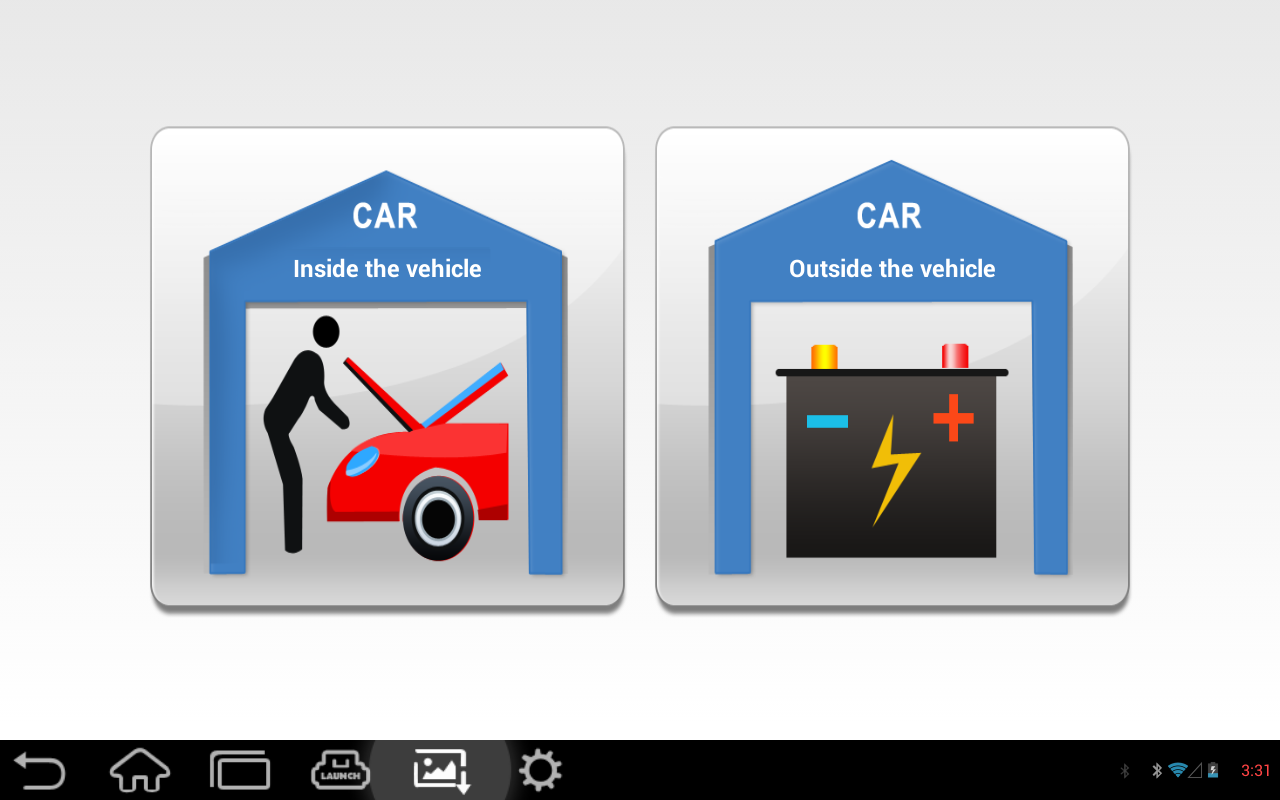 CAR
Inside the vehicle
CAR
Outside the vehicle
LAUNCH
3:31